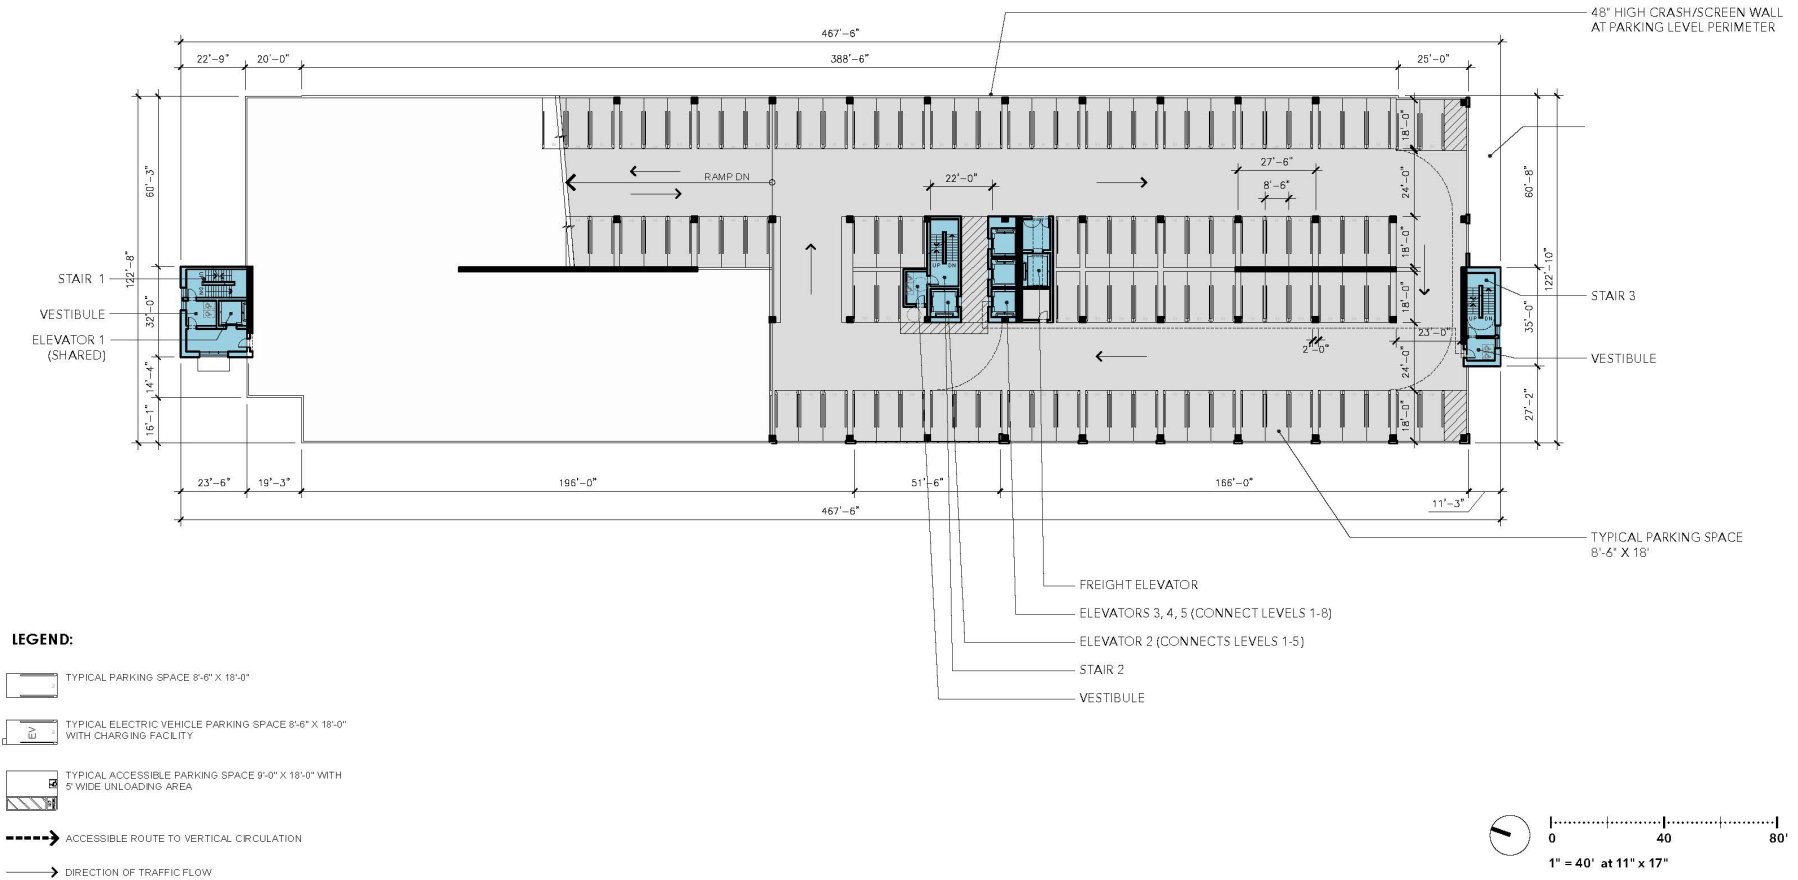 48" HIGH CRASH/SCREEN WALL
AT PARKING LEVEL PERIMETER
467'-6"
22'-9"
20'-0"
388'-6"
25'-0"
18'-0"
27'-6"
RAMP DN
22'-0"
8'-6"
24'-0"
60'-3"
60'-8"
122'-8"
122'-10"
18'-0"
STAIR 1
UP DN
VESTIBULE
32'-0"
18'-0"
UP DN
STAIR 3
35'-0"
ELEVATOR 1
(SHARED)
23'-0"
2'-0"
24'-0"
VESTIBULE
14'-4"
16'-1"
18'-0"
27'-2"
23'-6"
19'-3"
196'-0"
51'-6"
166'-0"
11'-3"
467'-6"
TYPICAL PARKING SPACE
8'-6" X 18'
FREIGHT ELEVATOR
ELEVATORS 3, 4, 5 (CONNECT LEVELS 1-8)
ELEVATOR 2 (CONNECTS LEVELS 1-5)
STAIR 2
VESTIBULE
LEGEND:
TYPICAL PARKING SPACE 8'-6" X 18'-0"
EV
TYPICAL ELECTRIC VEHICLE PARKING SPACE 8'-6" X 18'-0"
WITH CHARGING FACILITY
TYPICAL ACCESSIBLE PARKING SPACE 9'-0" X 18'-0" WITH
5' WIDE UNLOADING AREA
ACCESSIBLE ROUTE TO VERTICAL CIRCULATION
DIRECTION OF TRAFFIC FLOW
0
40
80'
1" = 40' at 11" x 17"